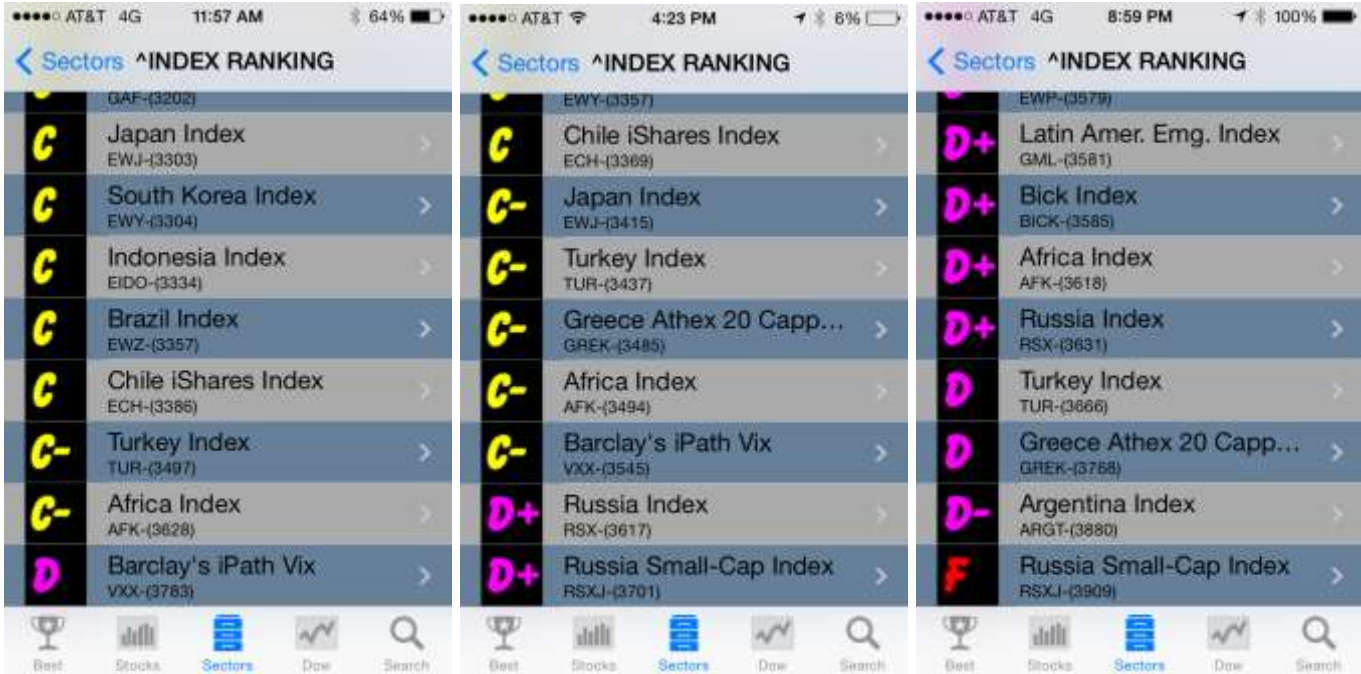 AT&T 4G 11:57 AM 64%
Sectors ^INDEX RANKING
GAF-(3202)
C Japan Index
EWJ-(3303)
C South Korea Index
EWY-(3304)
C Indonesia Index
EIDO-(3334)
C Brazil Index
EWZ-(3357)
C Chile iShares Index
ECH-(3386)
C- Turkey Index
TUR-(3497)
C- Africa Index
AFK-(3628)
D Barclay's iPath Vix
VXX-(3783)
Best Stocks Sectors Dow Search
AT&T 4:23 PM 6%
Sectors ^INDEX RANKING
EWY-(3357)
C Chile iShares Index
ECH-(3369)
C- Japan Index
EWJ-(3415)
C- Turkey Index
TUR-(3437)
C- Greece Athex 20 Capp...
GREK-(3485)
C- Africa Index
AFK-(3494)
C- Barclay's iPath Vix
VXX-(3545)
D+ Russia Index
RSX-(3617)
D+ Russia Small-Cap Index
RSXJ-(3701)
Best Stocks Sectors Dow Search
AT&T 4G 8:59 PM 100%
Sectors ^INDEX RANKING
EWP-(3579)
D+ Latin Amer. Emg. Index
GML-(3581)
D+ Bick Index
BICK-(3585)
D+ Africa Index
AFK-(3618)
D+ Russia Index
RSX-(3631)
D Turkey Index
TUR-(3666)
D Greece Athex 20 Capp...
GREK-(3768)
D- Argentina Index
ARGT-(3880)
F Russia Small-Cap Index
RSXJ-(3909)
Best Stocks Sectors Dow Search